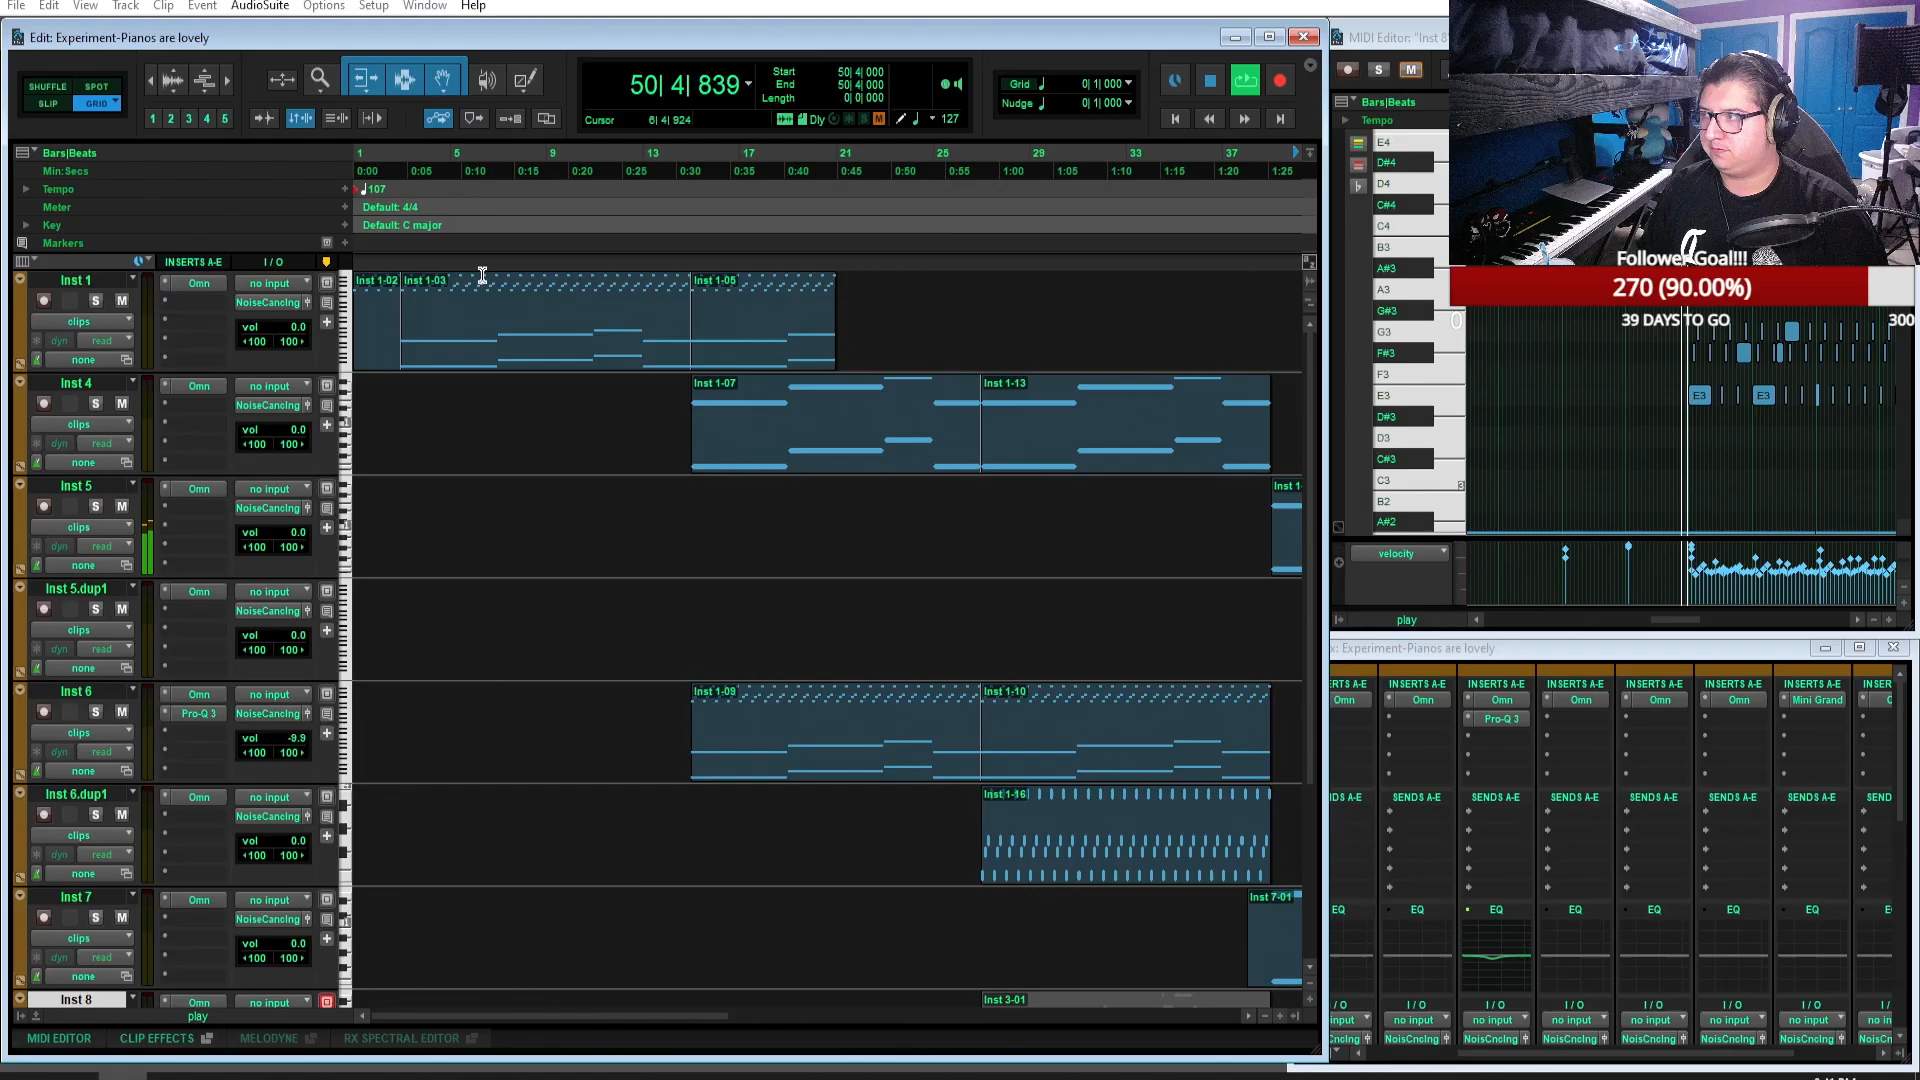 File Edit View Track Clip Event AudioSuite Options Setup Window Help
Edit: Experiment-Pianos are lovely
SHUFFLE SPOT
SLIP GRID
1 2 3 4 5
50| 4| 839
Start 50| 4| 000
End 50| 4| 000
Length 0| 0| 000
Cursor 6| 4| 924
Dly
M
127
Grid 0| 1| 000
Nudge 0| 1| 000
Bars|Beats
1 5 9 13 17 21 25 29 33 37
Min:Secs
0:00 0:05 0:10 0:15 0:20 0:25 0:30 0:35 0:40 0:45 0:50 0:55 1:00 1:05 1:10 1:15 1:20 1:25
Tempo
107
Meter
Default: 4/4
Key
Default: C major
Markers
INSERTS A-E I / O
Inst 1
S M
clips
dyn read
none
Omn
no input
NoiseCanclng
vol 0.0
100 100
Inst 1-02 Inst 1-03 Inst 1-05
Inst 4
S M
clips
dyn read
none
Omn
no input
NoiseCanclng
vol 0.0
100 100
Inst 1-07 Inst 1-13
Inst 5
S M
clips
dyn read
none
Omn
no input
NoiseCanclng
vol 0.0
100 100
Inst 1-
Inst 5.dup1
S M
clips
dyn read
none
Omn
no input
NoiseCanclng
vol 0.0
100 100
Inst 6
S M
clips
dyn read
none
Omn
Pro-Q 3
no input
NoiseCanclng
vol -9.9
100 100
Inst 1-09 Inst 1-10
Inst 6.dup1
S M
clips
dyn read
none
Omn
no input
NoiseCanclng
vol 0.0
100 100
Inst 1-16
Inst 7
S M
clips
dyn read
none
Omn
no input
NoiseCanclng
vol 0.0
100 100
Inst 7-01
Inst 8
Omn
no input
Inst 3-01
play
MIDI EDITOR CLIP EFFECTS MELODYNE RX SPECTRAL EDITOR
MIDI Editor: "Inst 8"
S M
Bars|Beats
Tempo
E4
D#4
D4
C#4
C4
B3
A#3
A3
G#3
G3
F#3
F3
E3
D#3
D3
C#3
C3
B2
A#2
3
E3 E3
velocity
play
Follower Goal!!!
270 (90.00%)
0 39 DAYS TO GO 300
x: Experiment-Pianos are lovely
ERTS A-E INSERTS A-E INSERTS A-E INSERTS A-E INSERTS A-E INSERTS A-E INSERTS A-E INSER
Omn Omn Omn Omn Omn Omn Mini Grand
Pro-Q 3
DS A-E SENDS A-E SENDS A-E SENDS A-E SENDS A-E SENDS A-E SENDS A-E SEND
EQ EQ EQ EQ EQ EQ EQ
I / O I / O I / O I / O I / O I / O I / O
input no input no input no input no input no input no input
NoisCnclng NoisCnclng NoisCnclng NoisCnclng NoisCnclng NoisCnclng